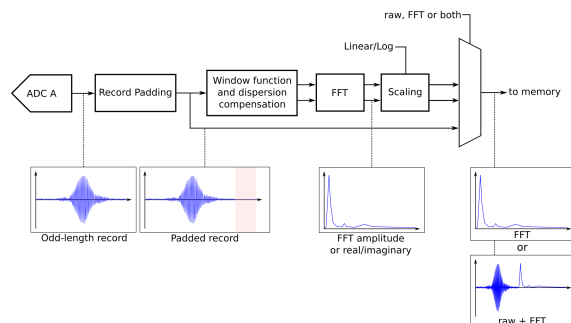 raw, FFT or both
Linear/Log
ADC A
Record Padding
Window function
and dispersion
compensation
FFT
Scaling
to memory
Odd-length record
Padded record
FFT amplitude
or real/imaginary
FFT
or
raw + FFT